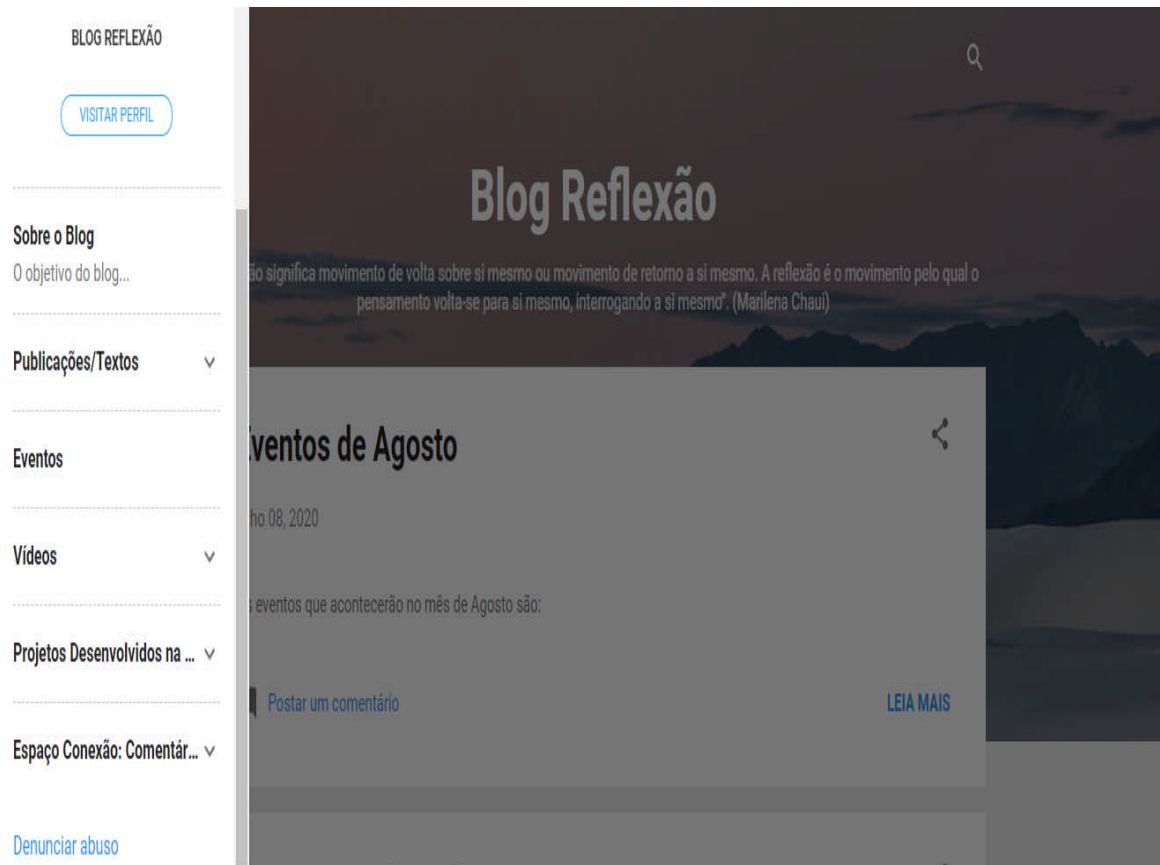 BLOG REFLEXÃO
VISITAR PERFIL
Sobre o Blog
O objetivo do blog...
Publicações/Textos
Eventos
Vídeos
Projetos Desenvolvidos na ...
Espaço Conexão: Comentár...
Denunciar abuso
Blog Reflexão
ão significa movimento de volta sobre si mesmo ou movimento de retorno a si mesmo. A reflexão é o movimento pelo qual o
pensamento volta-se para si mesmo, interrogando a si mesmo". (Marilena Chaui)
Eventos de Agosto
ho 08, 2020
s eventos que acontecerão no mês de Agosto são:
Postar um comentário
LEIA MAIS